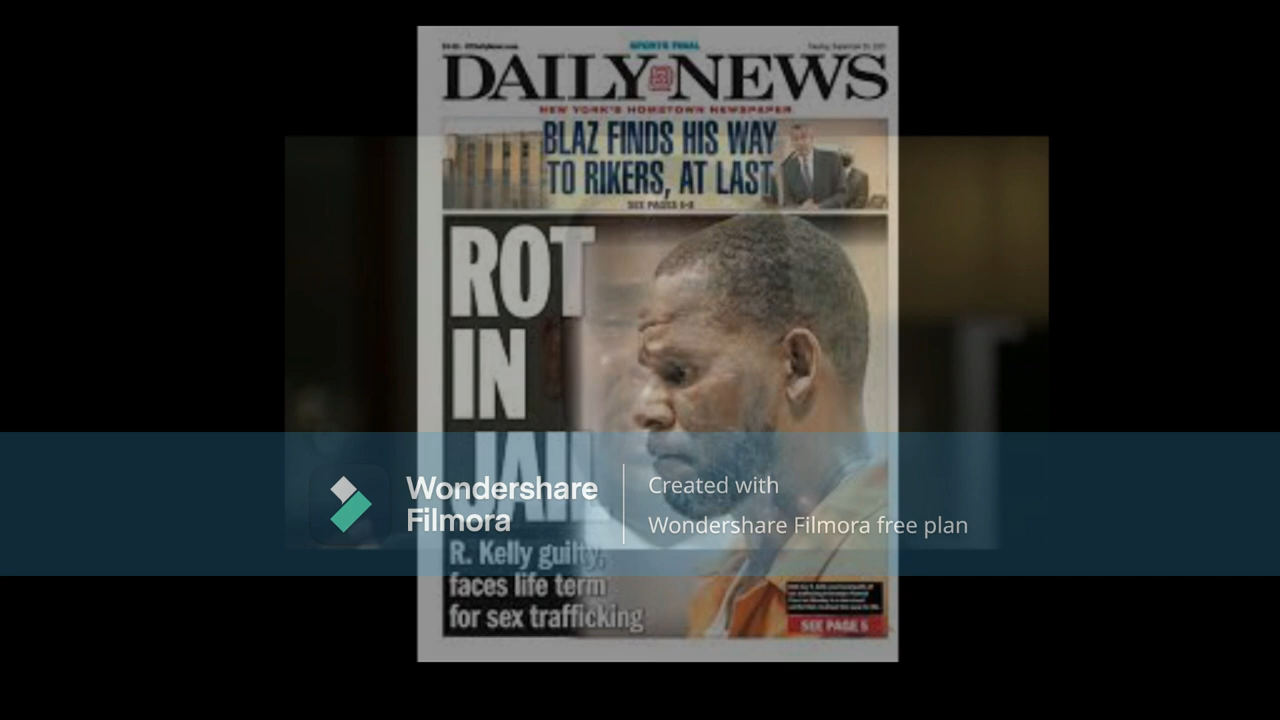 SPORTS FINAL
DAILY NEWS
NEW YORK'S HOMETOWN NEWSPAPER
BLAZ FINDS HIS WAY
TO RIKERS, AT LAST
SEE PAGES
ROT
IN
JAIL
R. Kelly guilty,
faces life term
for sex trafficking
SEE PAGE 5
Wondershare
Filmora
Created with
Wondershare Filmora free plan